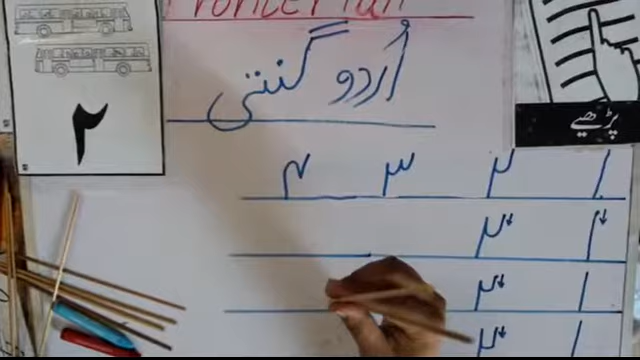 اُردو گنتی
۲
پڑھیے
۱ ۲ ۳ ۴
۱ ۲
۱ ۲
۱ ۲